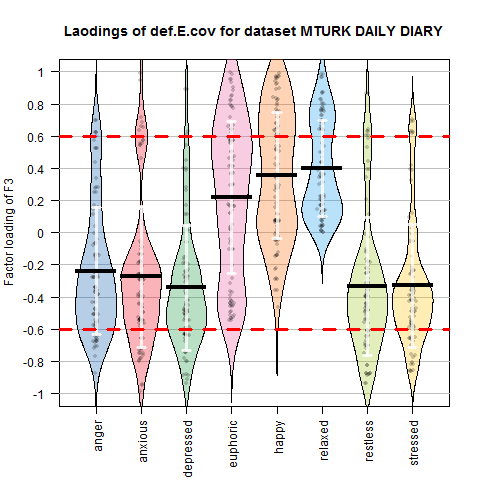 Laodings of def.E.cov for dataset MTURK DAILY DIARY
Factor loading of F3
1
0.8
0.6
0.4
0.2
0
-0.2
-0.4
-0.6
-0.8
-1
anger
anxious
depressed
euphoric
happy
relaxed
restless
stressed